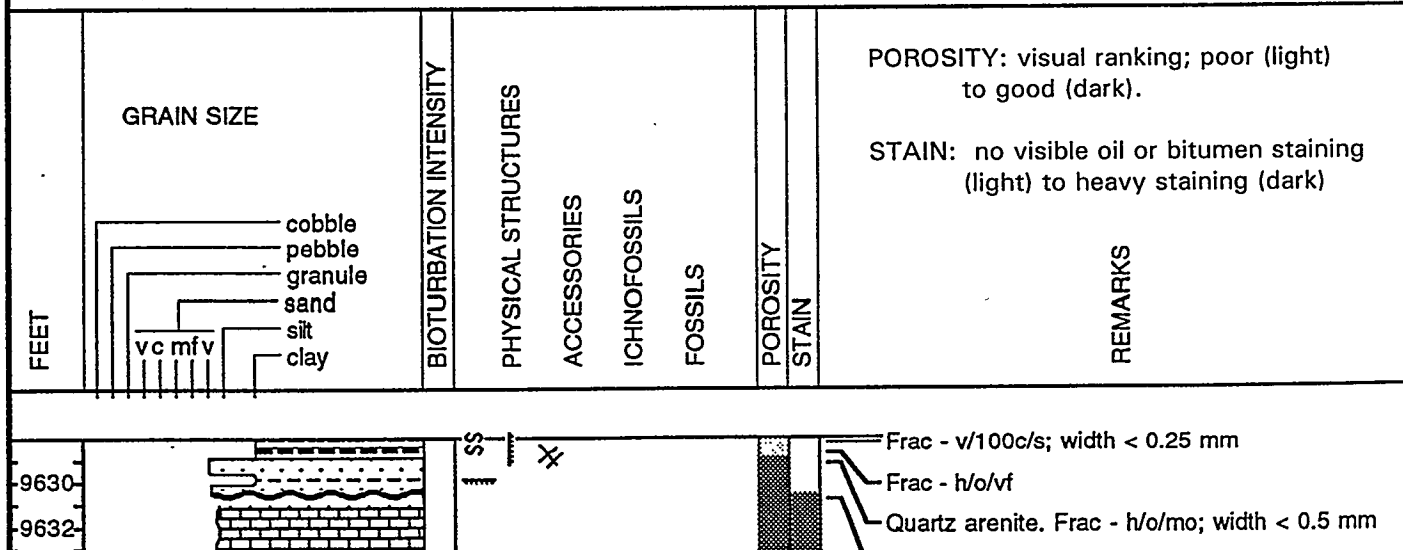 GRAIN SIZE
cobble
pebble
granule
sand
silt
clay
v c m f v
FEET
BIOTURBATION INTENSITY
PHYSICAL STRUCTURES
ACCESSORIES
ICHNOFOSSILS
FOSSILS
POROSITY
STAIN
POROSITY: visual ranking; poor (light)
to good (dark).
STAIN: no visible oil or bitumen staining
(light) to heavy staining (dark)
REMARKS
SS
9630
9632
Frac - v/100c/s; width < 0.25 mm
Frac - h/o/vf
Quartz arenite. Frac - h/o/mo; width < 0.5 mm